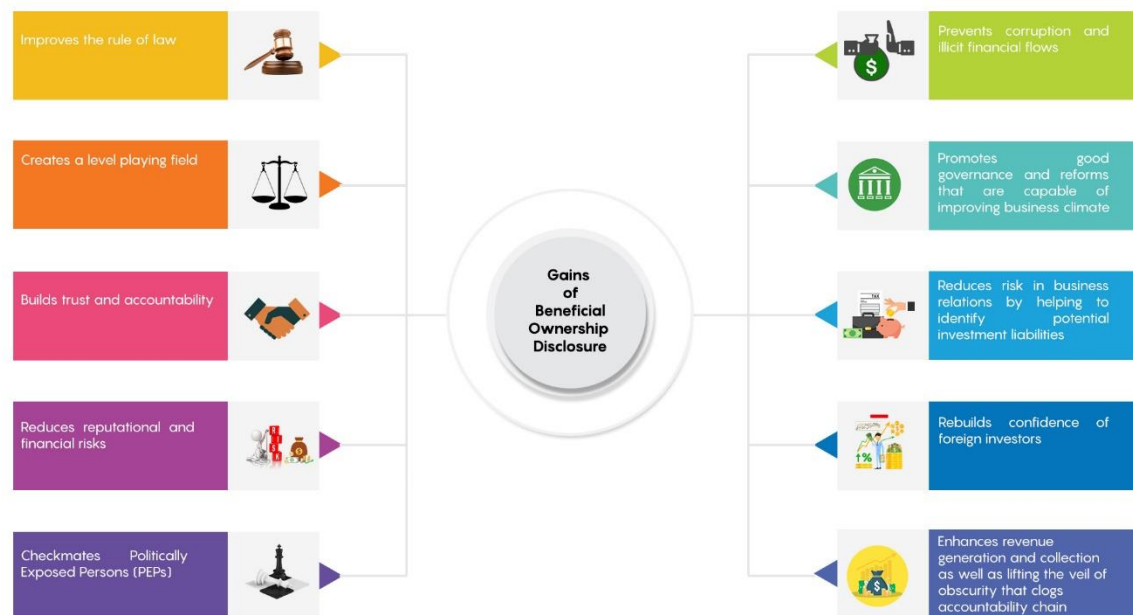 Improves the rule of law
Creates a level playing field
Builds trust and accountability
Reduces reputational and
financial risks
Checkmates Politically
Exposed Persons (PEPs)
Gains
of
Beneficial
Ownership
Disclosure
Prevents corruption and
illicit financial flows
Promotes good
governance and reforms
that are capable of
improving business climate
Reduces risk in business
relations by helping to
identify potential
investment liabilities
Rebuilds confidence of
foreign investors
Enhances revenue
generation and collection
as well as lifting the veil of
obscurity that clogs
accountability chain
$
TAX
%
$